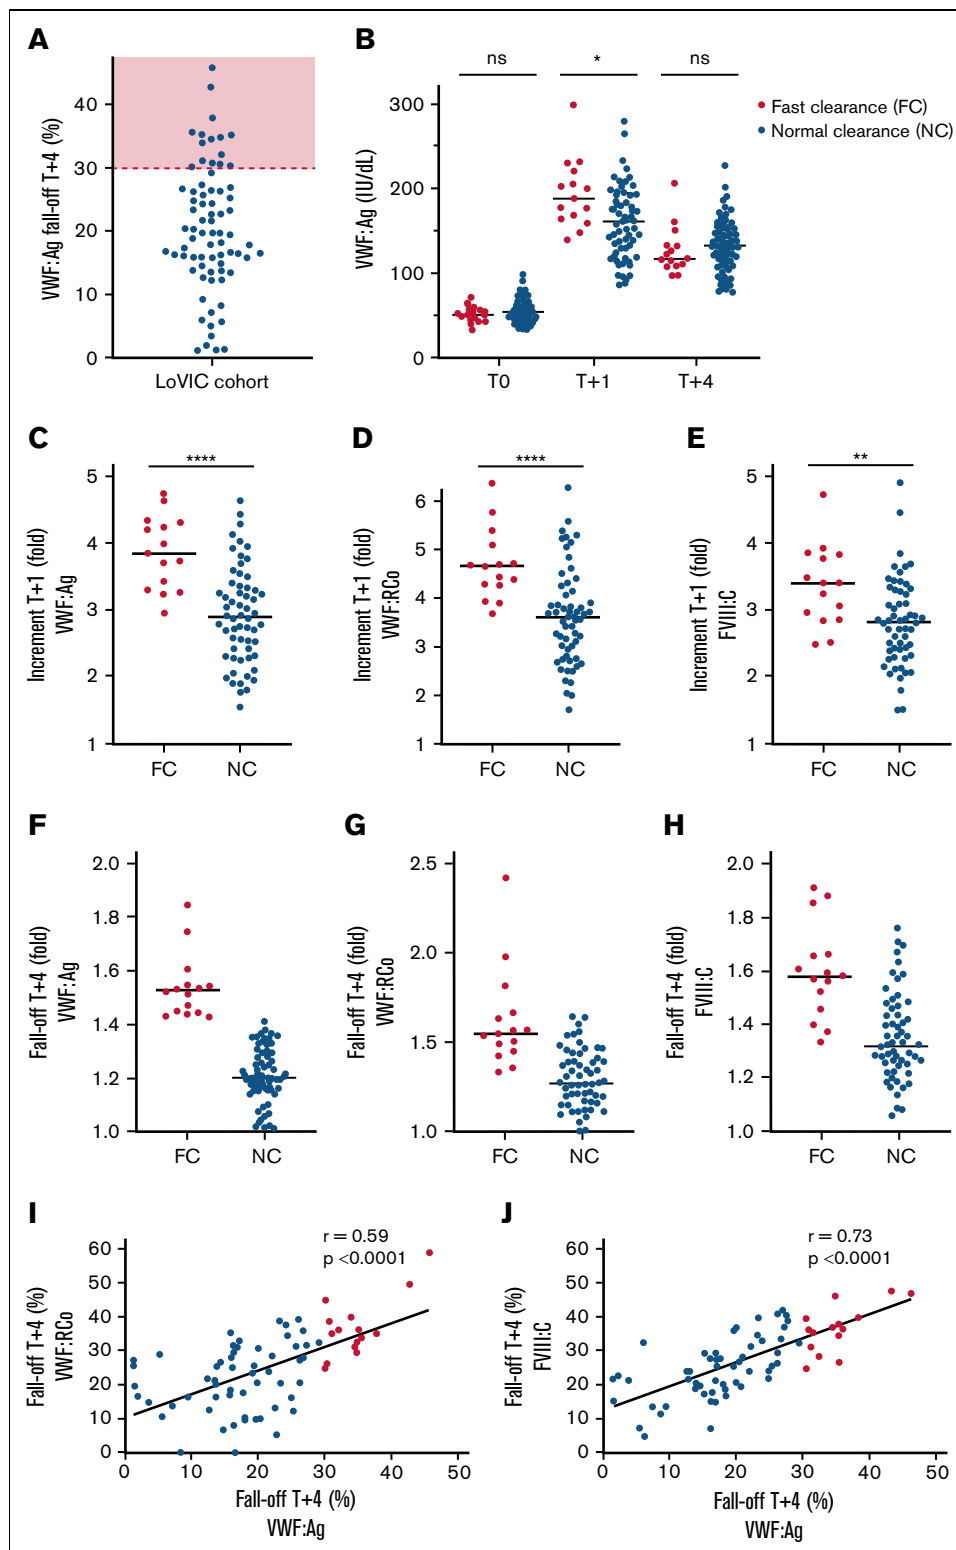 A
VWF:Ag fall-off T+4 (%)
40
30
20
10
0
LoVIC cohort
B
ns
*
ns
VWF:Ag (IU/dL)
300
200
100
0
T0
T+1
T+4
Fast clearance (FC)
Normal clearance (NC)
C
****
Increment T+1 (fold)
VWF:Ag
5
4
3
2
1
FC
NC
D
****
Increment T+1 (fold)
VWF:RCo
6
5
4
3
2
1
FC
NC
E
**
Increment T+1 (fold)
FVIII:C
5
4
3
2
1
FC
NC
F
Fall-off T+4 (fold)
VWF:Ag
2.0
1.8
1.6
1.4
1.2
1.0
FC
NC
G
Fall-off T+4 (fold)
VWF:RCo
2.5
2.0
1.5
1.0
FC
NC
H
Fall-off T+4 (fold)
FVIII:C
2.0
1.8
1.6
1.4
1.2
1.0
FC
NC
I
r = 0.59
p <0.0001
Fall-off T+4 (%)
VWF:RCo
60
50
40
30
20
10
0
0
10
20
30
40
50
Fall-off T+4 (%)
VWF:Ag
J
r = 0.73
p <0.0001
Fall-off T+4 (%)
FVIII:C
60
50
40
30
20
10
0
0
10
20
30
40
50
Fall-off T+4 (%)
VWF:Ag